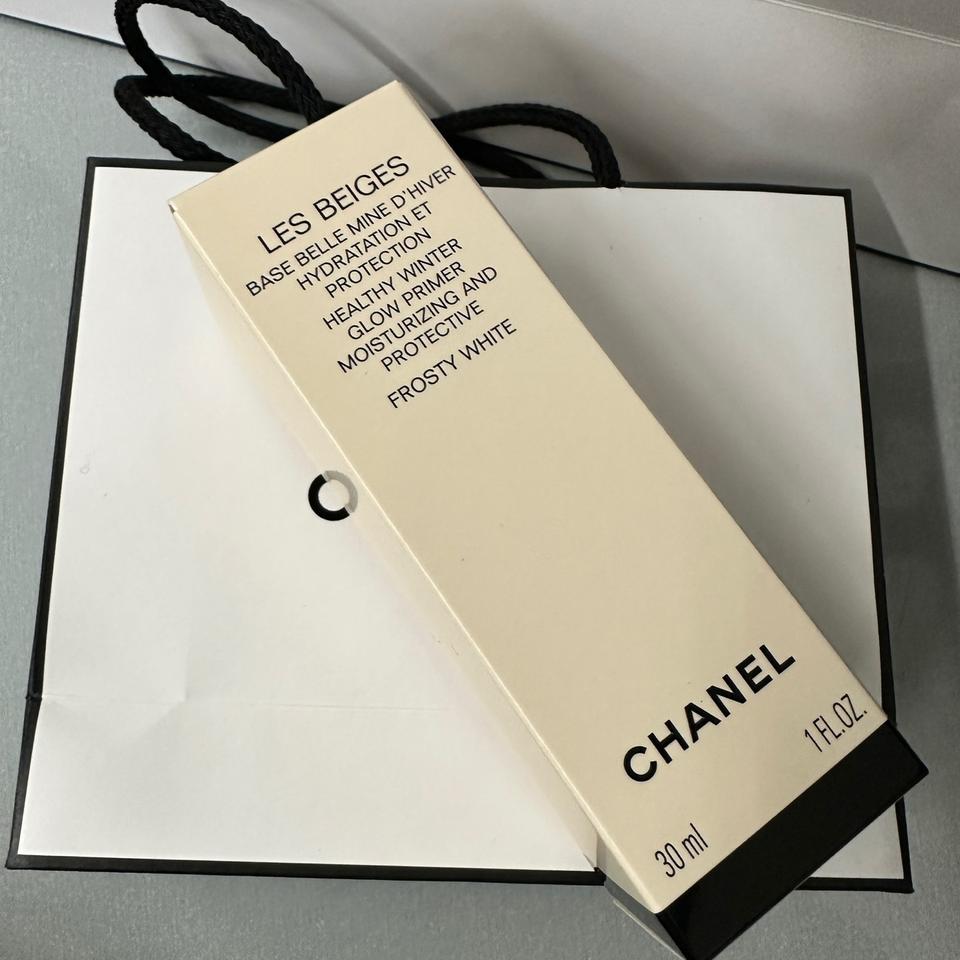 LES BEIGES
BASE BELLE MINE D'HIVER
HYDRATATION ET
PROTECTION
HEALTHY WINTER
GLOW PRIMER
MOISTURIZING AND
PROTECTIVE
FROSTY WHITE
CHANEL
30 ml 1 FL.OZ.